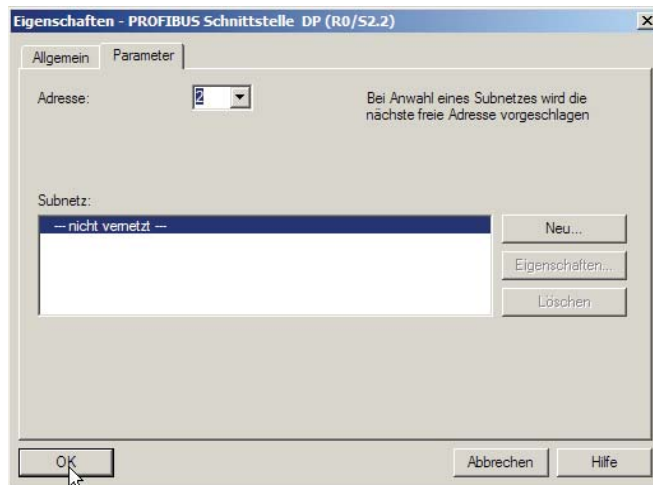 Eigenschaften - PROFIBUS Schnittstelle DP (R0/S2.2)
Allgemein
Parameter
Adresse:
2
Bei Anwahl eines Subnetzes wird die
nächste freie Adresse vorgeschlagen
Subnetz:
--- nicht vernetzt ---
Neu...
Eigenschaften...
Löschen
OK
Abbrechen
Hilfe